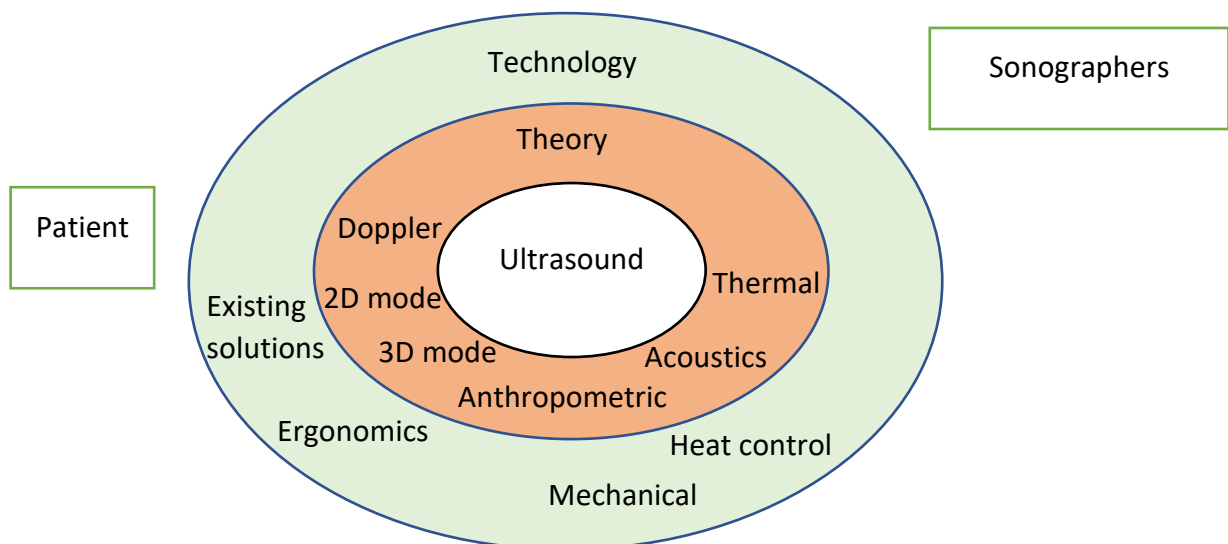 Technology
Sonographers
Theory
Patient
Doppler
Ultrasound
Thermal
2D mode
Existing
solutions
3D mode
Acoustics
Anthropometric
Ergonomics
Heat control
Mechanical